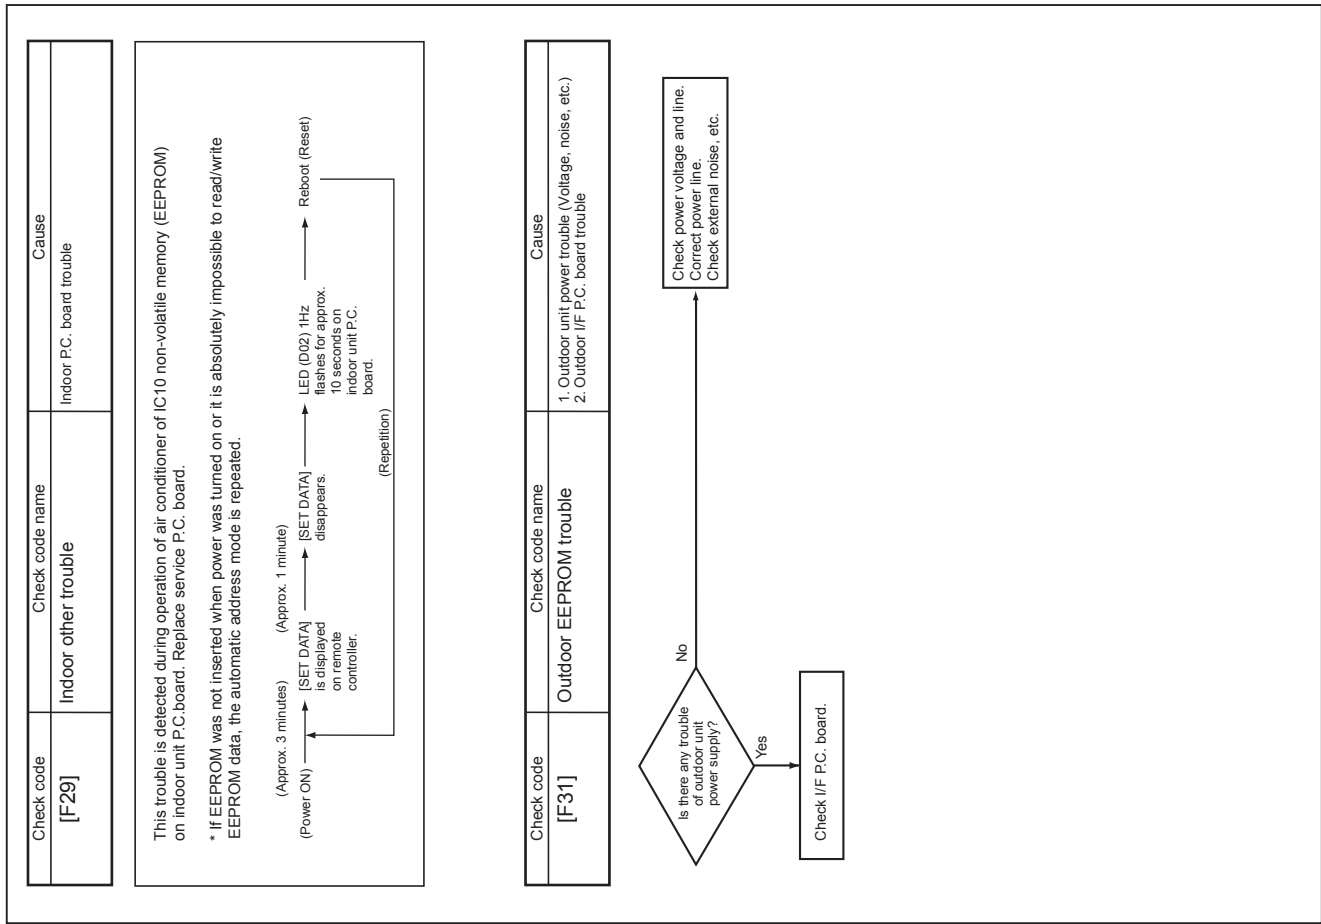 Check code
Check code name
Cause
[F29]
Indoor other trouble
Indoor P.C. board trouble
This trouble is detected during operation of air conditioner of IC10 non-volatile memory (EEPROM)
on indoor unit P.C.board. Replace service P.C. board.
* If EEPROM was not inserted when power was turned on or it is absolutely impossible to read/write
EEPROM data, the automatic address mode is repeated.
(Approx. 3 minutes)
(Approx. 1 minute)
(Power ON)
[SET DATA]
is displayed
on remote
controller.
[SET DATA]
disappears.
LED (D02) 1Hz
flashes for approx.
10 seconds on
indoor unit P.C.
board.
Reboot (Reset)
(Repetition)
Check code
Check code name
Cause
[F31]
Outdoor EEPROM trouble
1. Outdoor unit power trouble (Voltage, noise, etc.)
2. Outdoor I/F P.C. board trouble
Is there any trouble
of outdoor unit
power supply?
No
Check power voltage and line.
Correct power line.
Check external noise, etc.
Yes
Check I/F P.C. board.